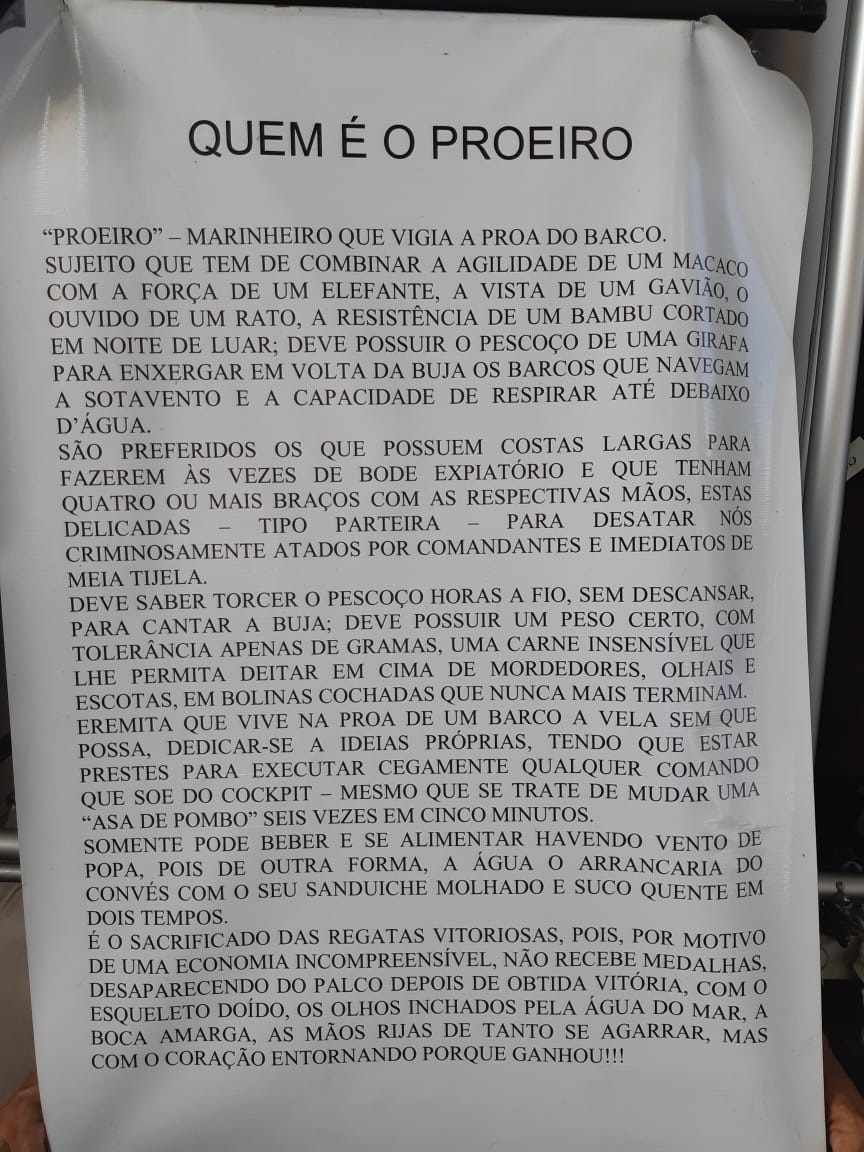 QUEM É O PROEIRO
“PROEIRO” – MARINHEIRO QUE VIGIA A PROA DO BARCO.
SUJEITO QUE TEM DE COMBINAR A AGILIDADE DE UM MACACO
COM A FORÇA DE UM ELEFANTE, A VISTA DE UM GAVIÃO, O
OUVIDO DE UM RATO, A RESISTÊNCIA DE UM BAMBU CORTADO
EM NOITE DE LUAR; DEVE POSSUIR O PESCOÇO DE UMA GIRAFA
PARA ENXERGAR EM VOLTA DA BUJA OS BARCOS QUE NAVEGAM
A SOTAVENTO E A CAPACIDADE DE RESPIRAR ATÉ DEBAIXO
D’ÁGUA.
SÃO PREFERIDOS OS QUE POSSUEM COSTAS LARGAS PARA
FAZEREM ÀS VEZES DE BODE EXPIATÓRIO E QUE TENHAM
QUATRO OU MAIS BRAÇOS COM AS RESPECTIVAS MÃOS, ESTAS
DELICADAS – TIPO PARTEIRA – PARA DESATAR NÓS
CRIMINOSAMENTE ATADOS POR COMANDANTES E IMEDIATOS DE
MEIA TIJELA.
DEVE SABER TORCER O PESCOÇO HORAS A FIO, SEM DESCANSAR,
PARA CANTAR A BUJA; DEVE POSSUIR UM PESO CERTO, COM
TOLERÂNCIA APENAS DE GRAMAS, UMA CARNE INSENSÍVEL QUE
LHE PERMITA DEITAR EM CIMA DE MORDEDORES, OLHAIS E
ESCOTAS, EM BOLINAS COCHADAS QUE NUNCA MAIS TERMINAM.
EREMITA QUE VIVE NA PROA DE UM BARCO A VELA SEM QUE
POSSA, DEDICAR-SE A IDEIAS PRÓPRIAS, TENDO QUE ESTAR
PRESTES PARA EXECUTAR CEGAMENTE QUALQUER COMANDO
QUE SOE DO COCKPIT – MESMO QUE SE TRATE DE MUDAR UMA
“ASA DE POMBO” SEIS VEZES EM CINCO MINUTOS.
SOMENTE PODE BEBER E SE ALIMENTAR HAVENDO VENTO DE
POPA, POIS DE OUTRA FORMA, A ÁGUA O ARRANCARIA DO
CONVÉS COM O SEU SANDUICHE MOLHADO E SUCO QUENTE EM
DOIS TEMPOS.
É O SACRIFICADO DAS REGATAS VITORIOSAS, POIS, POR MOTIVO
DE UMA ECONOMIA INCOMPREENSÍVEL, NÃO RECEBE MEDALHAS,
DESAPARECENDO DO PALCO DEPOIS DE OBTIDA VITÓRIA, COM O
ESQUELETO DOÍDO, OS OLHOS INCHADOS PELA ÁGUA DO MAR, A
BOCA AMARGA, AS MÃOS RIJAS DE TANTO SE AGARRAR, MAS
COM O CORAÇÃO ENTORNANDO PORQUE GANHOU!!!